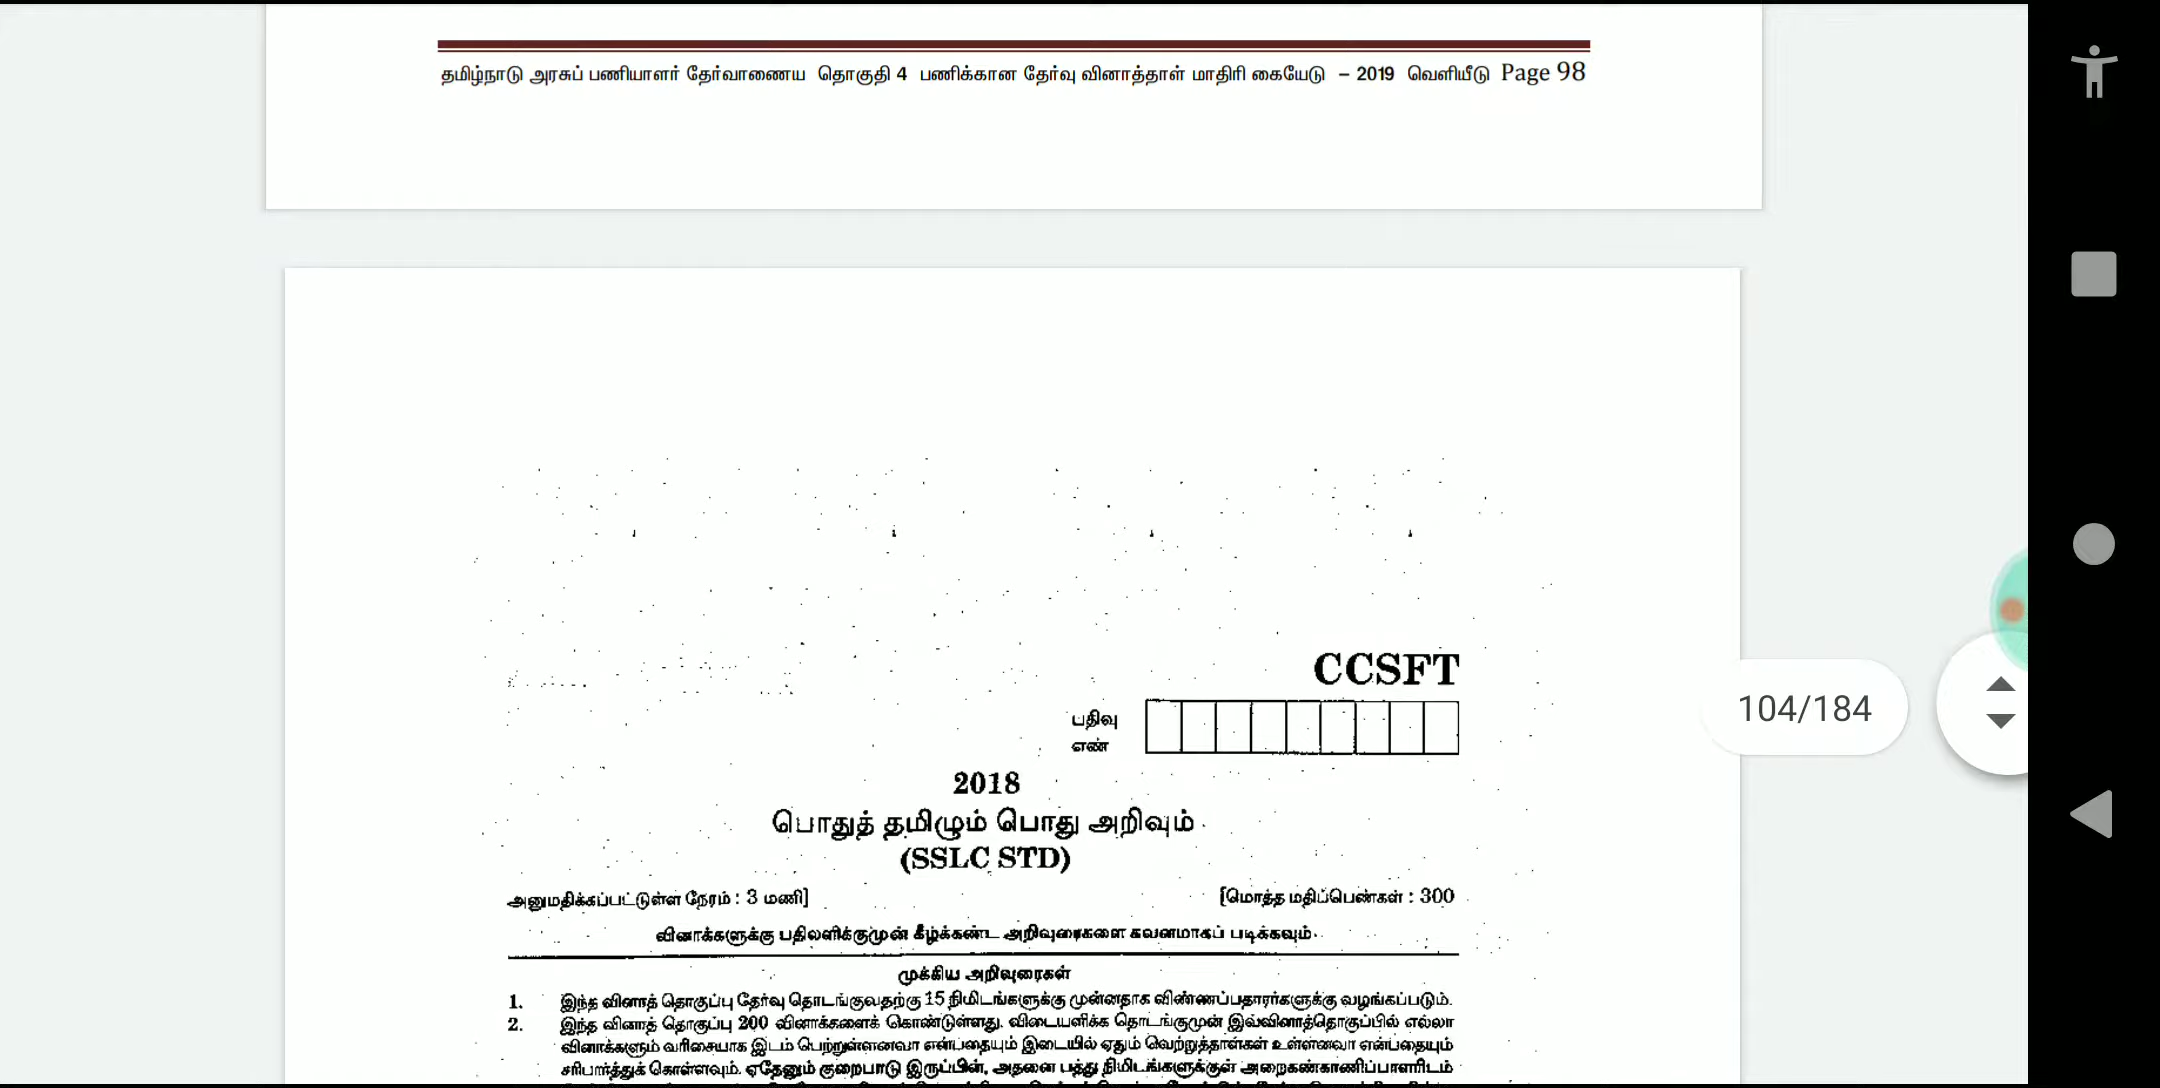 தமிழ்நாடு அரசுப் பணியாளர் தேர்வாணைய தொகுதி 4 பணிக்கான தேர்வு வினாத்தாள் மாதிரி கையேடு – 2019 வெளியீடு Page 98
CCSFT
பதிவு
எண்
104/184
2018
பொதுத் தமிழும் பொது அறிவும்
(SSLC STD)
அனுமதிக்கப்பட்டுள்ள நேரம் : 3 மணி] [மொத்த மதிப்பெண்கள் : 300
வினாக்களுக்கு பதிலளிக்குமுன் கீழ்க்கண்ட அறிவுரைகளை கவனமாகப் படிக்கவும்.
முக்கிய அறிவுரைகள்
1. இந்த வினாத் தொகுப்பு தேர்வு தொடங்குவதற்கு 15 நிமிடங்களுக்கு முன்னதாக விண்ணப்பதாரர்களுக்கு வழங்கப்படும்.
2. இந்த வினாத் தொகுப்பு 200 வினாக்களைக் கொண்டுள்ளது. விடையளிக்க தொடங்குமுன் இவ்வினாத்தொகுப்பில் எல்லா
வினாக்களும் வரிசையாக இடம் பெற்றுள்ளனவா என்பதையும் இடையில் ஏதும் வெற்றுத்தாள்கள் உள்ளனவா என்பதையும்
சரிபார்த்துக் கொள்ளவும். ஏதேனும் குறைபாடு இருப்பின், அதனை பத்து நிமிடங்களுக்குள் அறைகண்காணிப்பாளரிடம்